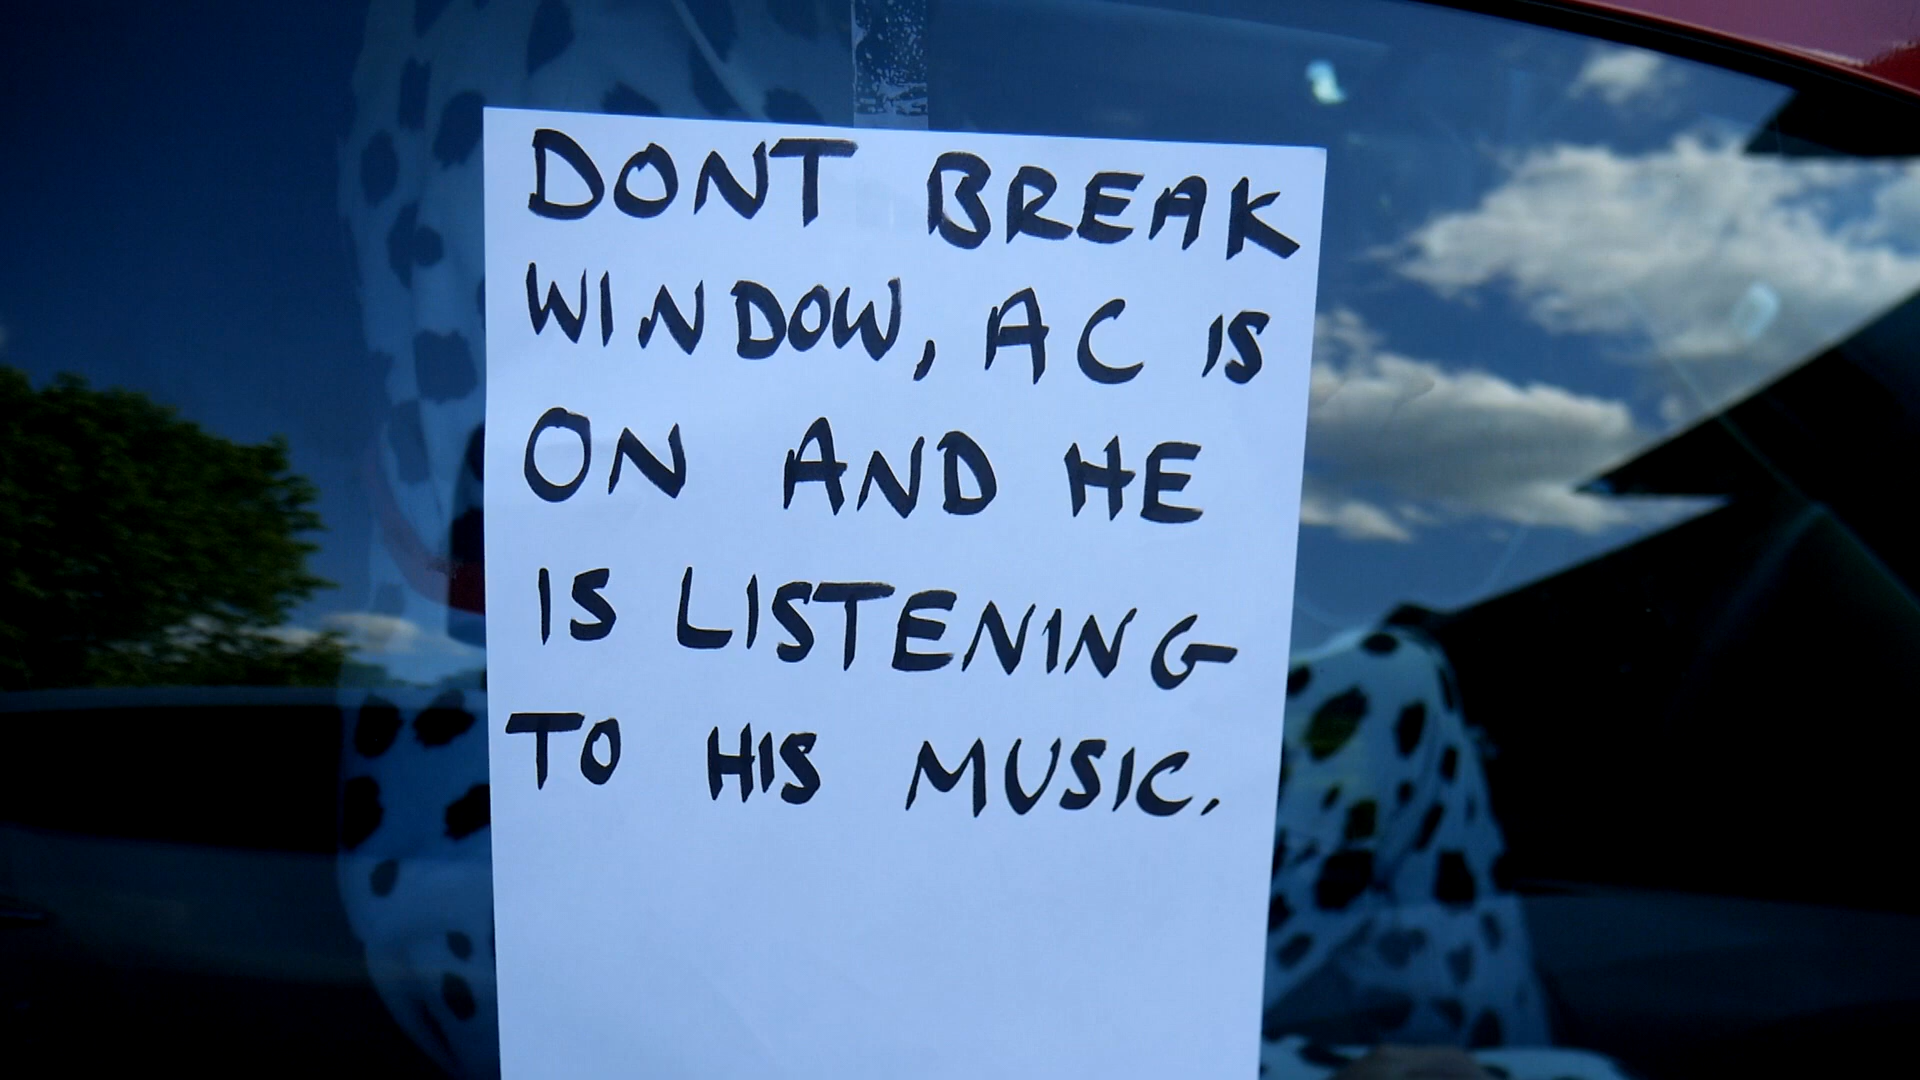 DONT BREAK
WINDOW, AC IS
ON AND HE
IS LISTENING
TO HIS MUSIC.